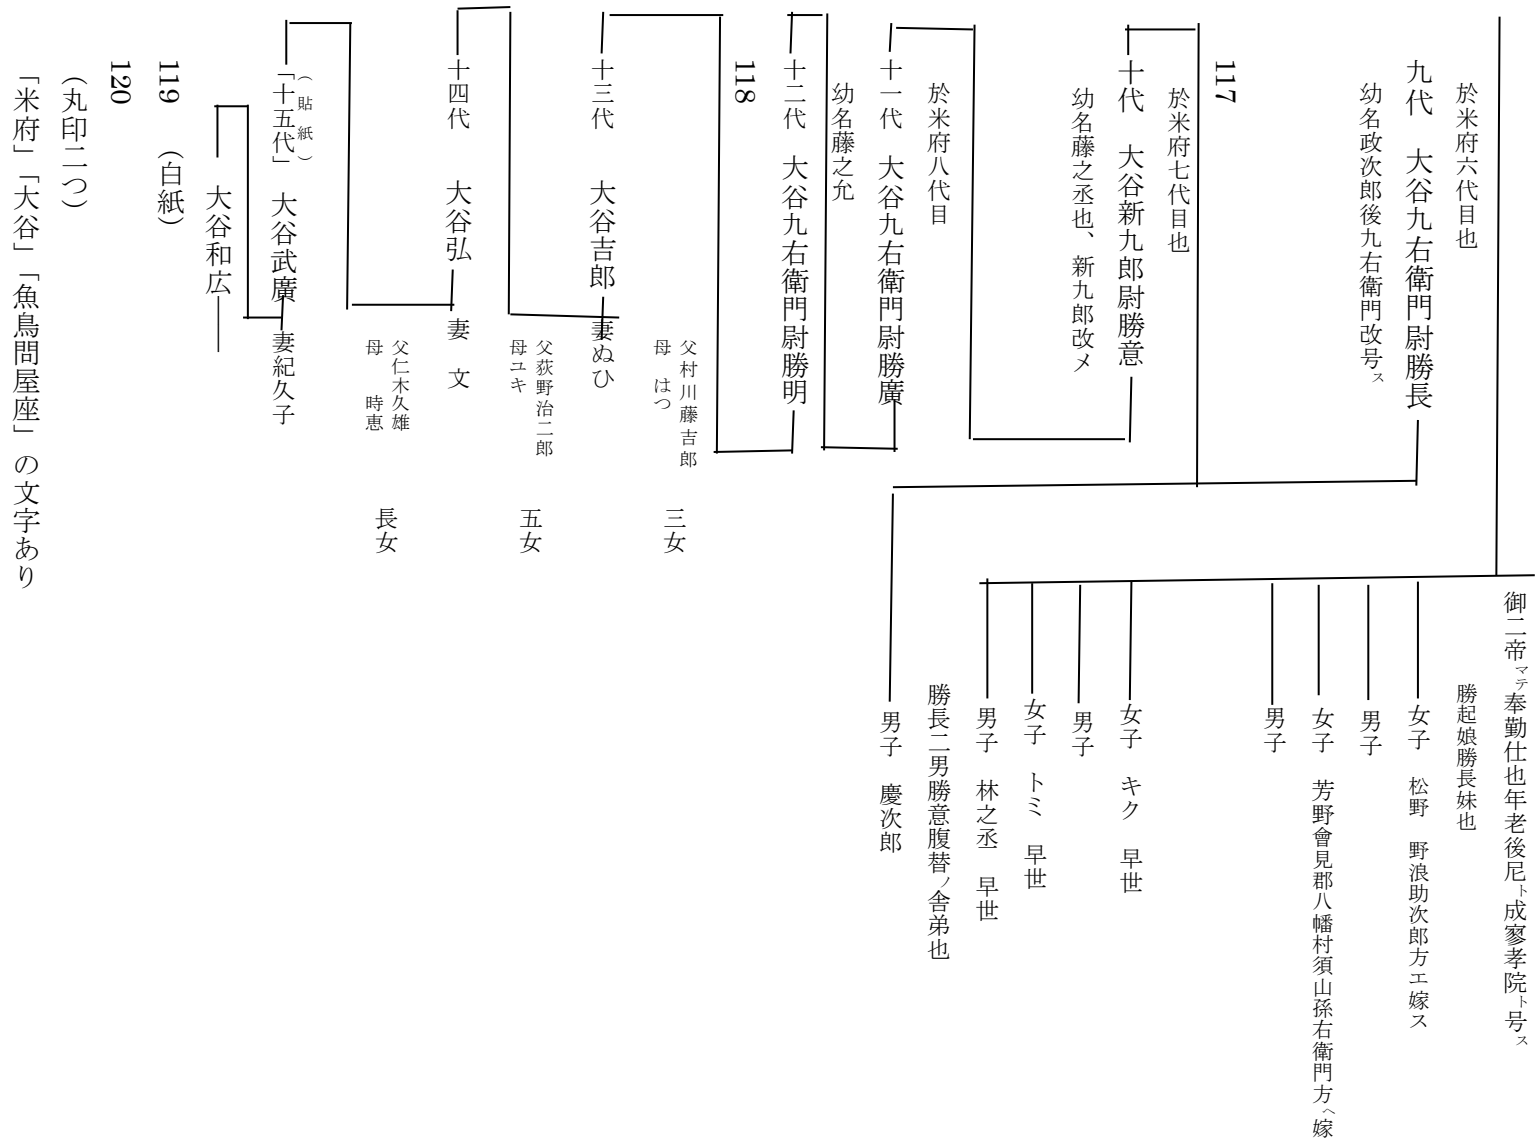 御二帝マテ奉勤仕也年老後尼ト成寥孝院ト号ス
於米府六代目也
勝起娘勝長妹也
九代　大谷九右衛門尉勝長
女子　松野　野浪助次郎方エ嫁ス
幼名政次郎後九右衛門改号ス
男子
女子　芳野會見郡八幡村須山孫右衛門方ヘ嫁
男子
117
於米府七代目也
十代　大谷新九郎尉勝意
女子　キク　早世
幼名藤之丞也、新九郎改メ
男子
女子　トミ　早世
男子　林之丞　早世
於米府八代目
勝長二男勝意腹替ノ舎弟也
十一代　大谷九右衛門尉勝廣
男子　慶次郎
幼名藤之允
十二代　大谷九右衛門尉勝明
118
父村川藤吉郎
母　はつ
三女
十三代　大谷吉郎　妻ぬひ
父荻野治二郎
母ユキ
五女
十四代　大谷弘　妻　文
父仁木久雄
母　時恵
長女
（貼紙）
「十五代」　大谷武廣　妻紀久子
大谷和広
119　（白紙）
120
（丸印二つ）
「米府」「大谷」「魚鳥問屋座」の文字あり